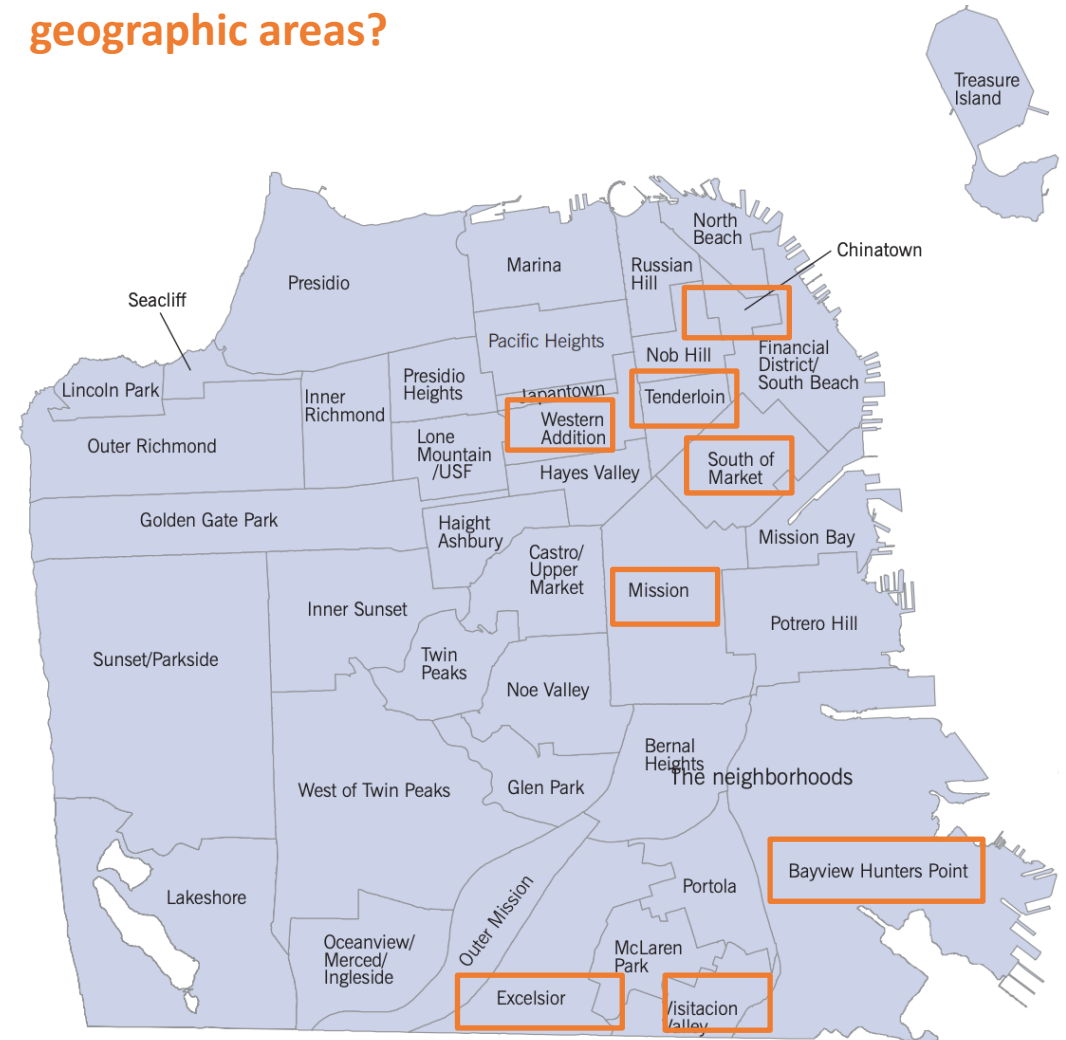 geographic areas?
Treasure
Island
North
Beach
Chinatown
Marina
Russian
Hill
Presidio
Seacliff
Pacific Heights
Nob Hill
Financial
District/
South Beach
Lincoln Park
Presidio
Heights
Inner
Richmond
Japantown
Tenderloin
Western
Addition
Outer Richmond
Lone
Mountain
/USF
Hayes Valley
South of
Market
Golden Gate Park
Haight
Ashbury
Mission Bay
Castro/
Upper
Market
Mission
Inner Sunset
Potrero Hill
Sunset/Parkside
Twin
Peaks
Noe Valley
Bernal
Heights
The neighborhoods
West of Twin Peaks
Glen Park
Bayview Hunters Point
Lakeshore
Portola
Outer Mission
Oceanview/
Merced/
Ingleside
McLaren
Park
Excelsior
Visitacion
Valley